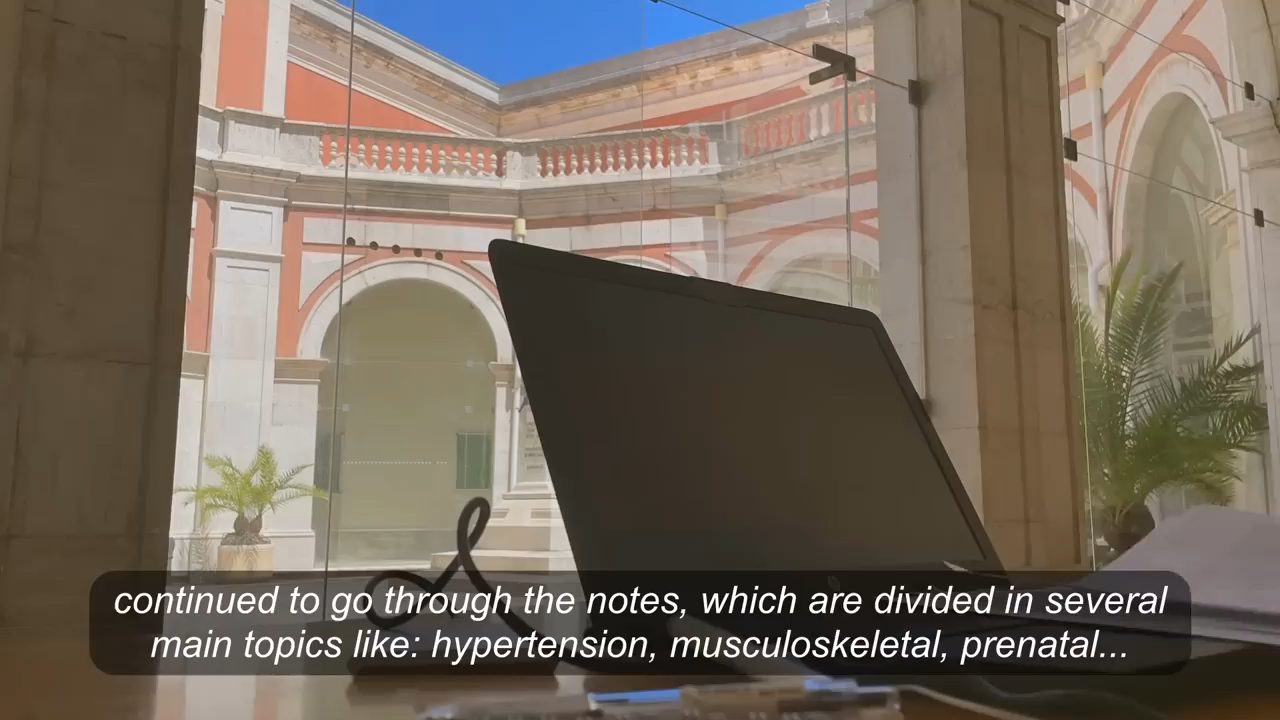 continued to go through the notes, which are divided in several
main topics like: hypertension, musculoskeletal, prenatal...